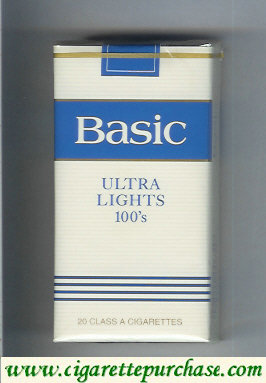 Basic
ULTRA
LIGHTS
100's
20 CLASS A CIGARETTES
www.cigarettepurchase.com